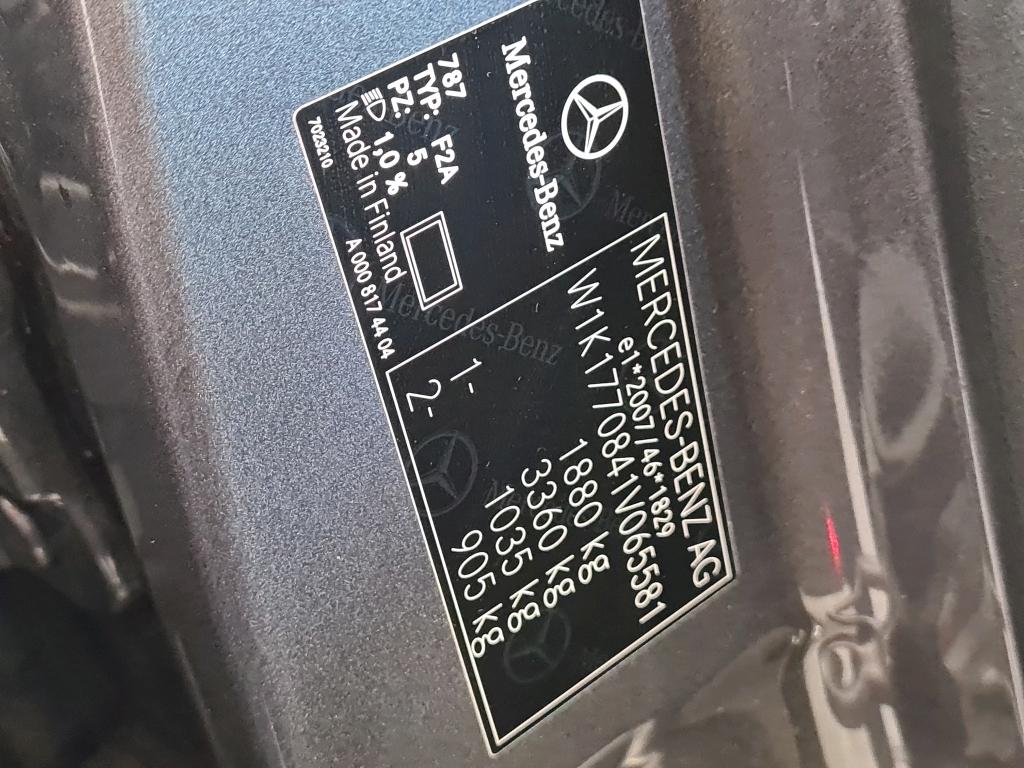 Mercedes-Benz
MERCEDES-BENZ AG
e1*2007/46*1829
W1K1770841V065581
1880 kg
3360 kg
1- 1035 kg
2- 905 kg
787
TYP: F2A
PZ: 5
1,0 %
Made in Finland
7023210
A 000 817 44 04